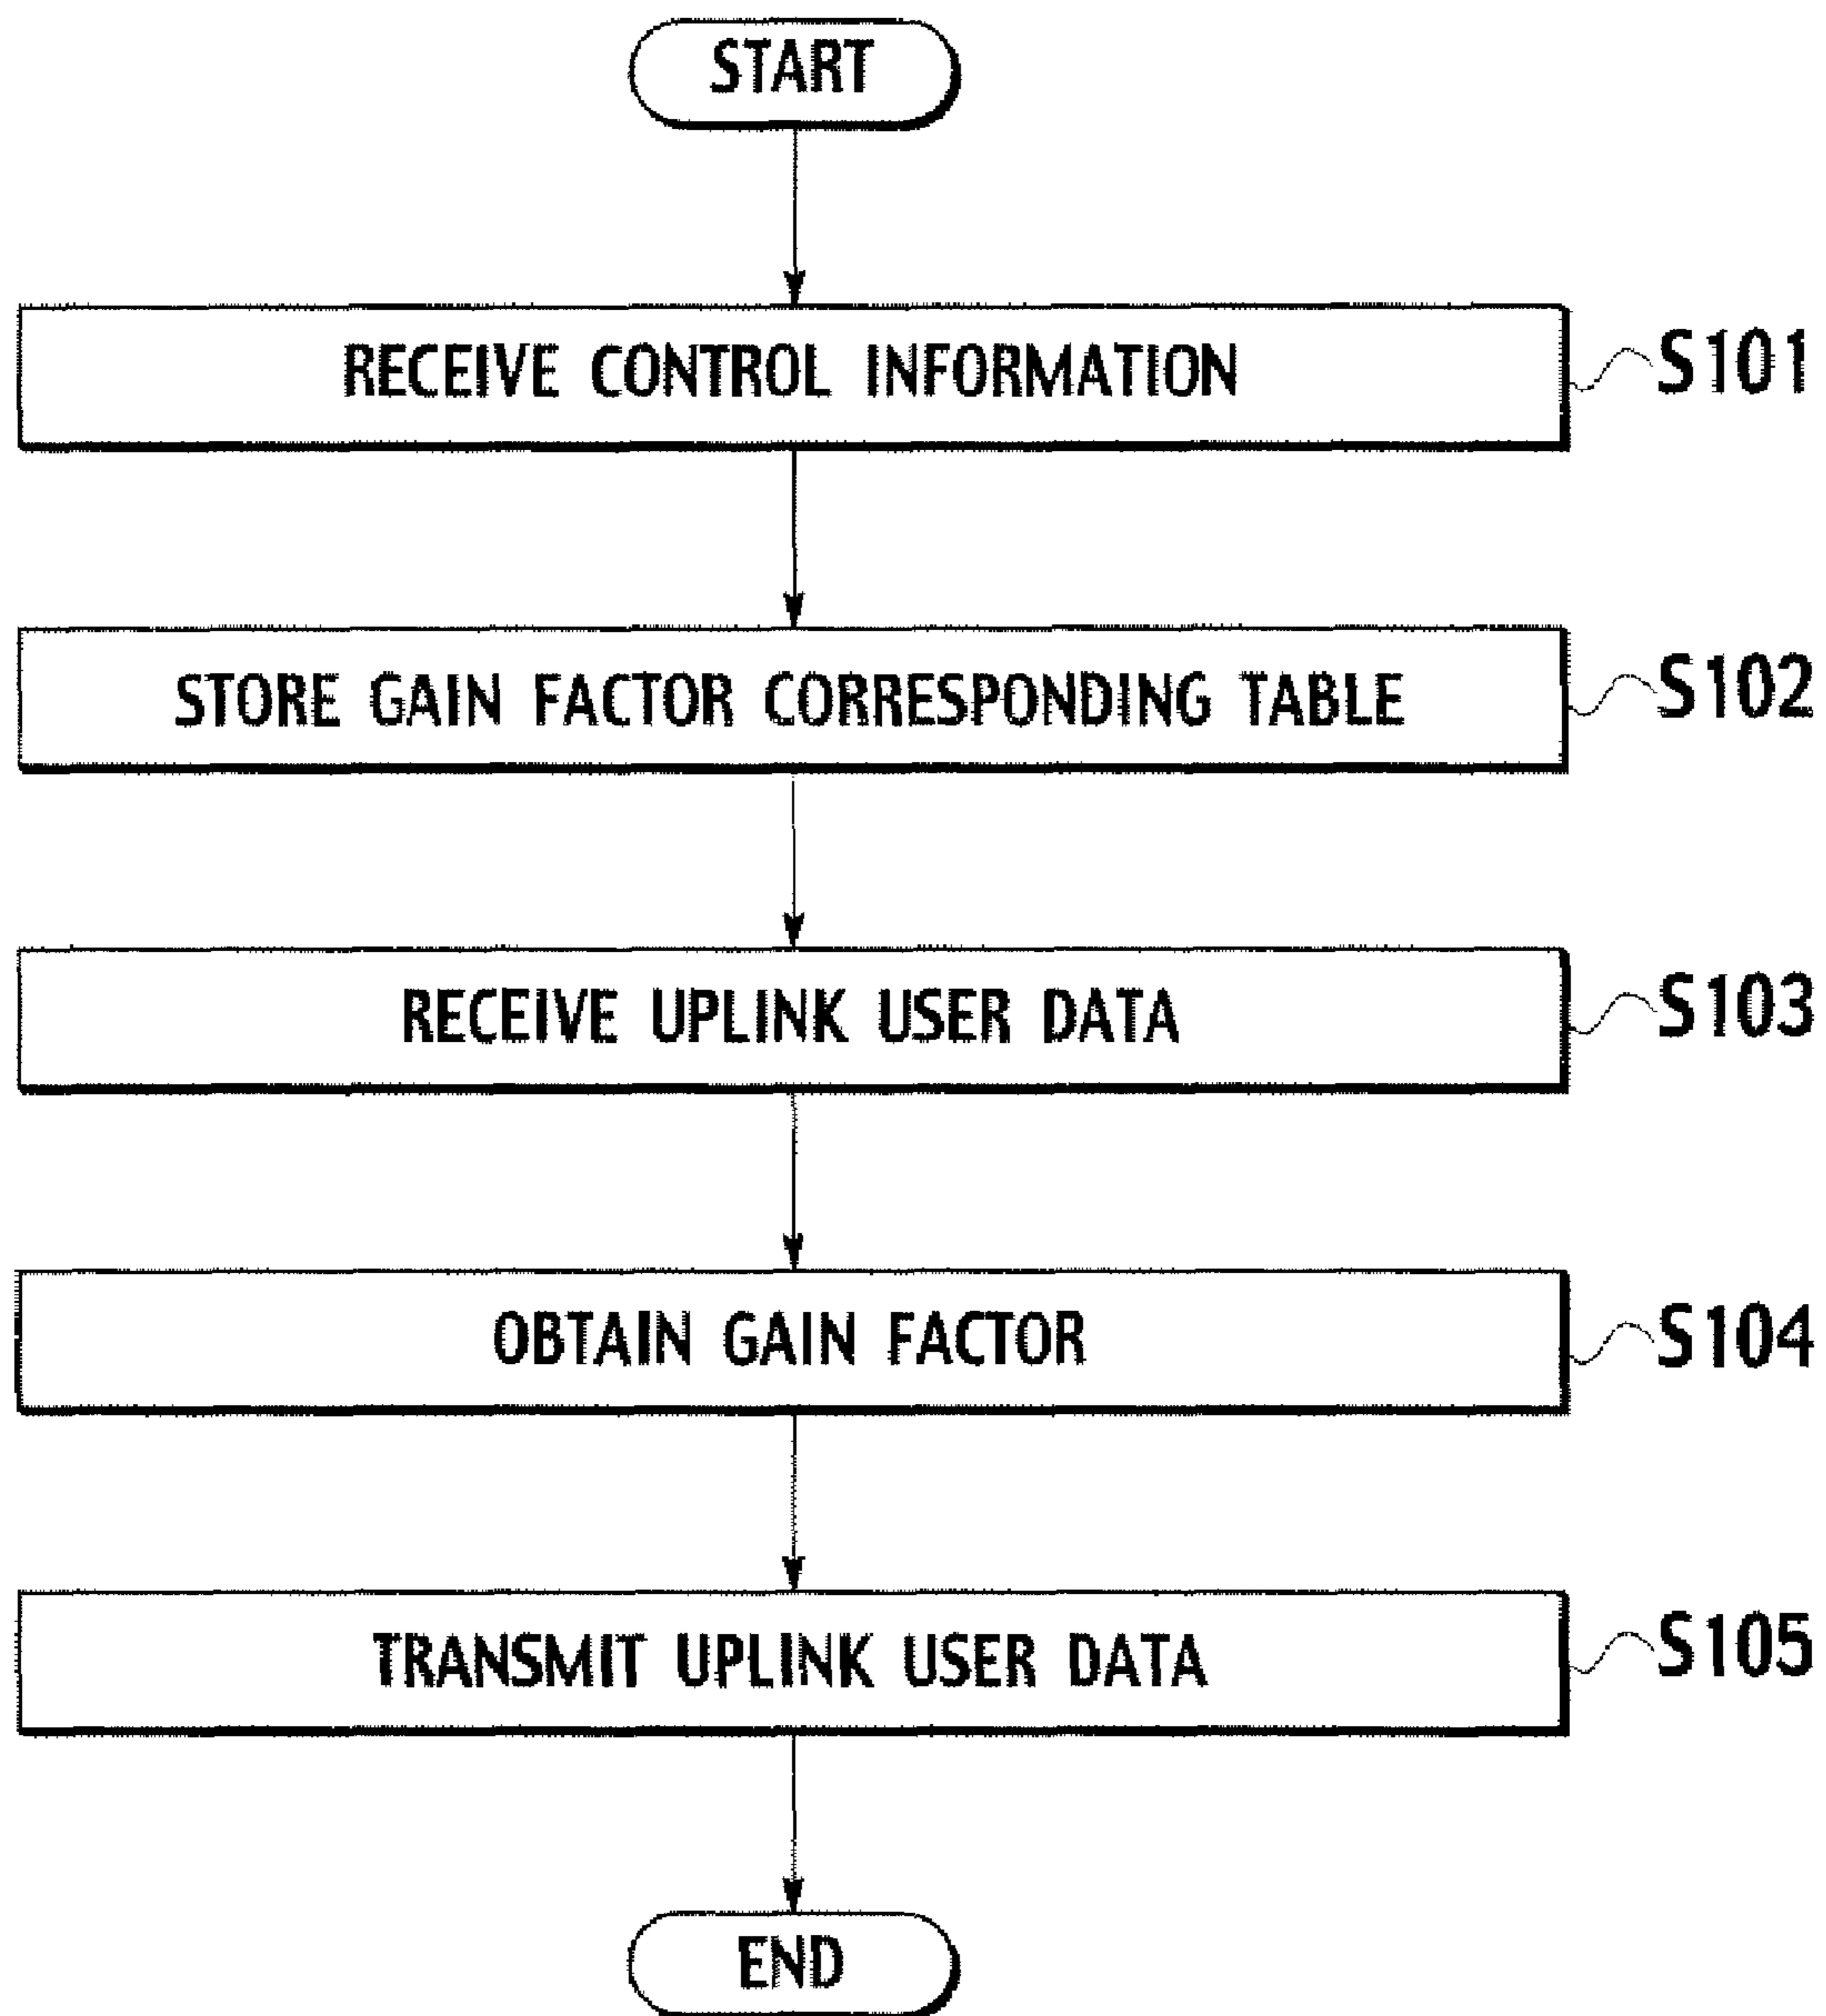 START
RECEIVE CONTROL INFORMATION S101
STORE GAIN FACTOR CORRESPONDING TABLE S102
RECEIVE UPLINK USER DATA S103
OBTAIN GAIN FACTOR S104
TRANSMIT UPLINK USER DATA S105
END